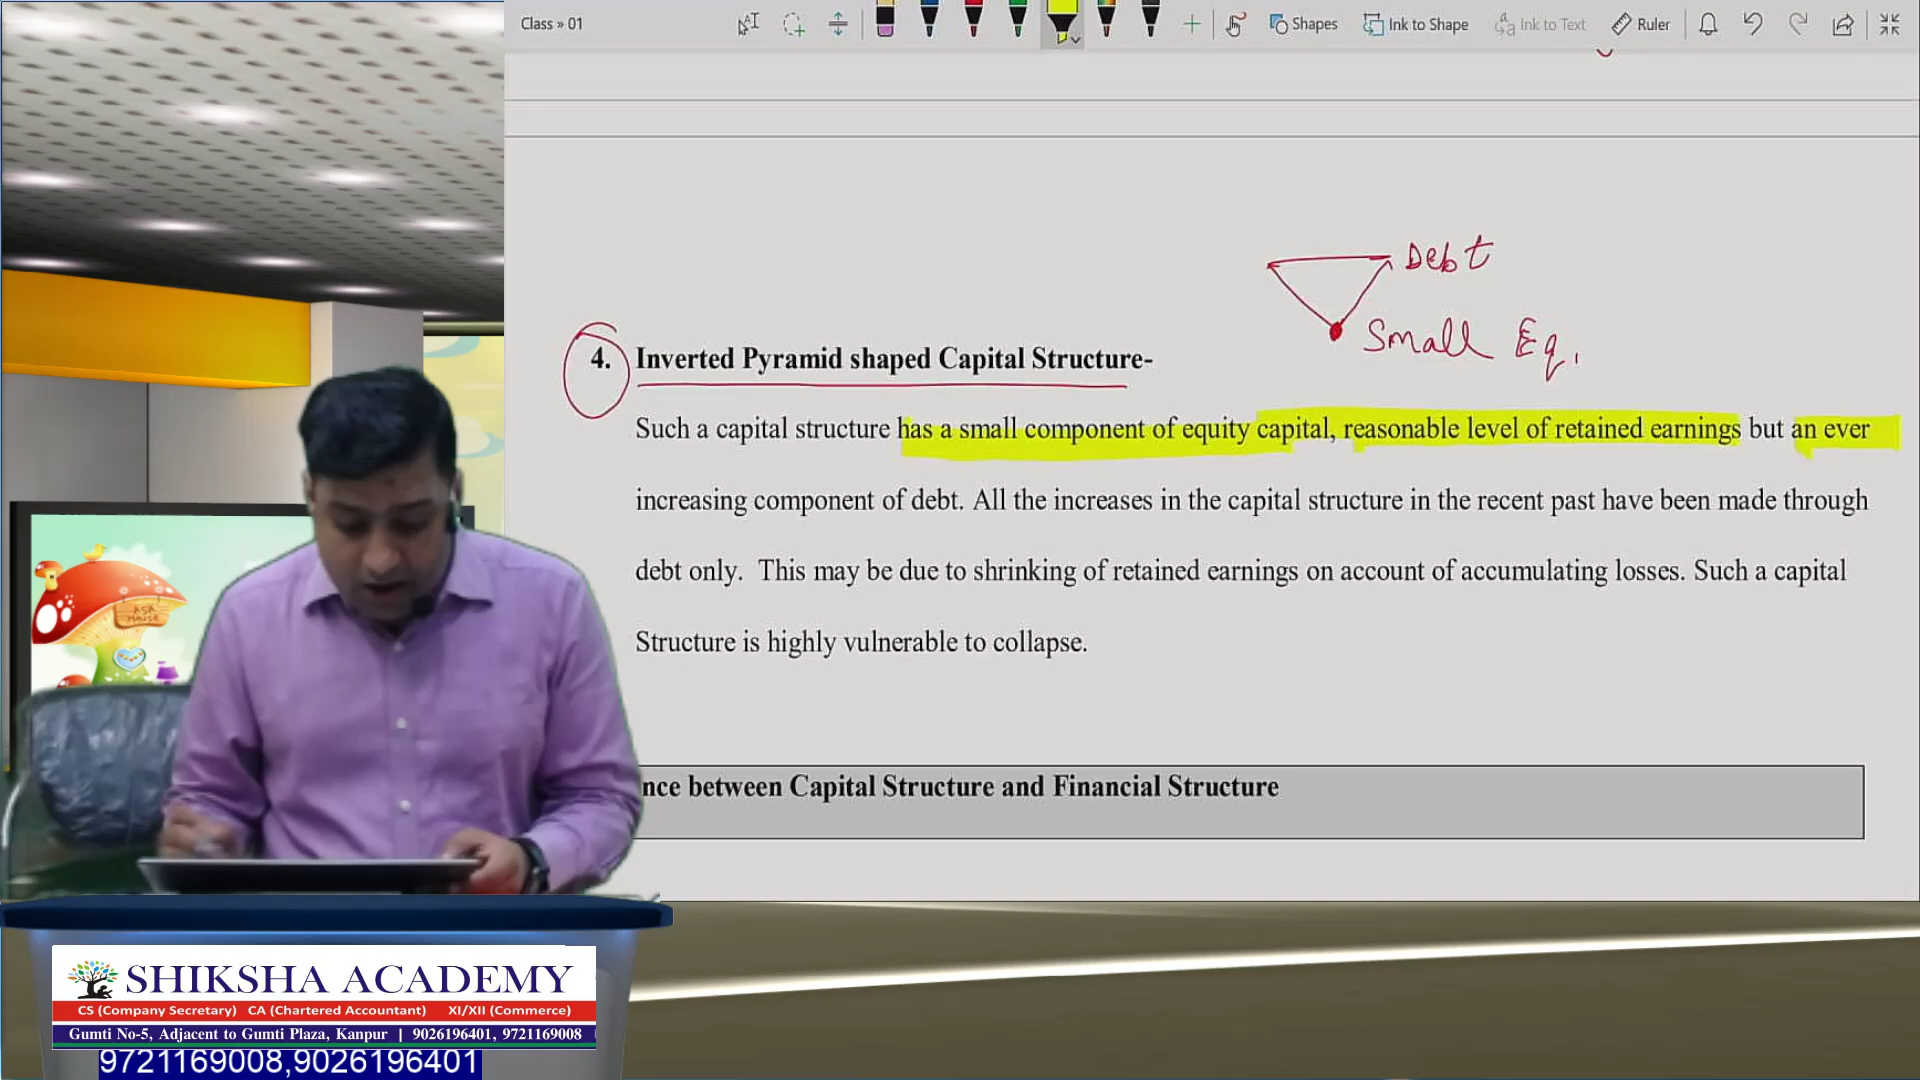 Class » 01
Shapes
Ink to Shape
Ink to Text
Ruler
Debt
Small Eq.
4. Inverted Pyramid shaped Capital Structure-
Such a capital structure has a small component of equity capital, reasonable level of retained earnings but an ever
increasing component of debt. All the increases in the capital structure in the recent past have been made through
debt only. This may be due to shrinking of retained earnings on account of accumulating losses. Such a capital
Structure is highly vulnerable to collapse.
nce between Capital Structure and Financial Structure
ASA
HOUSE
SHIKSHA ACADEMY
CS (Company Secretary) CA (Chartered Accountant) XI/XII (Commerce)
Gumti No-5, Adjacent to Gumti Plaza, Kanpur | 9026196401, 9721169008
9721169008,9026196401